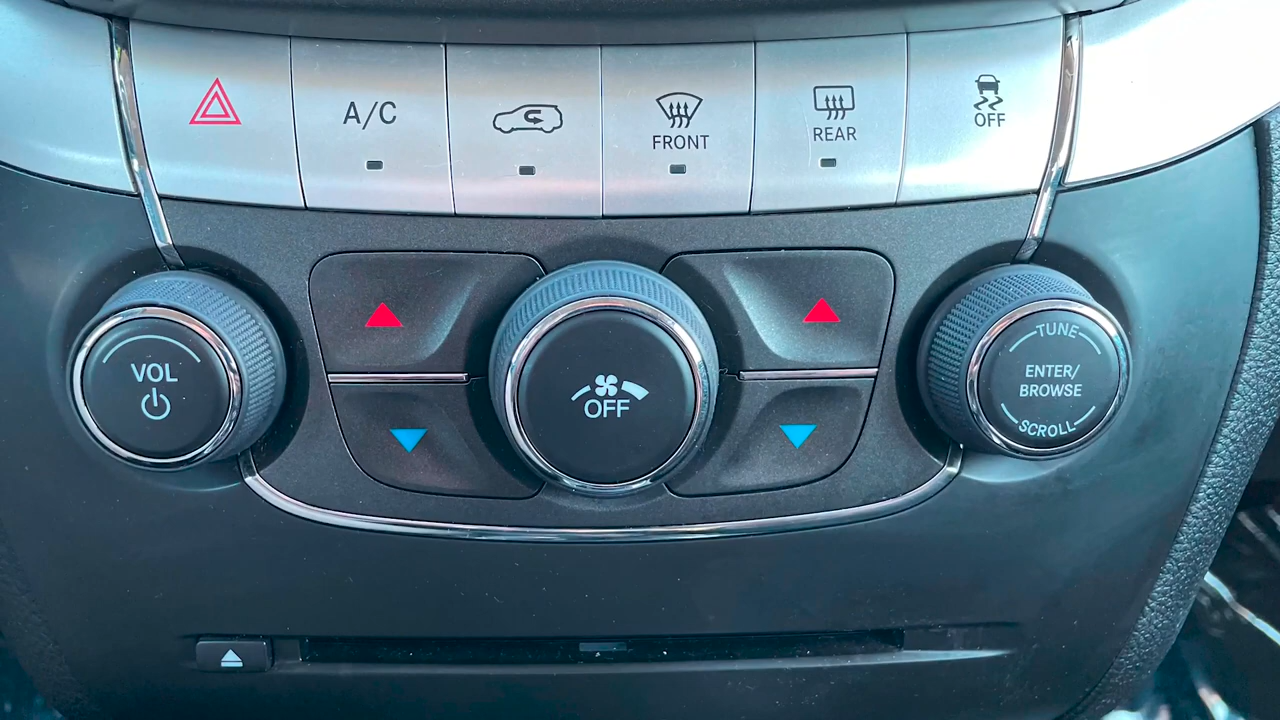 A/C
FRONT
REAR
OFF
VOL
OFF
TUNE
ENTER/
BROWSE
SCROLL